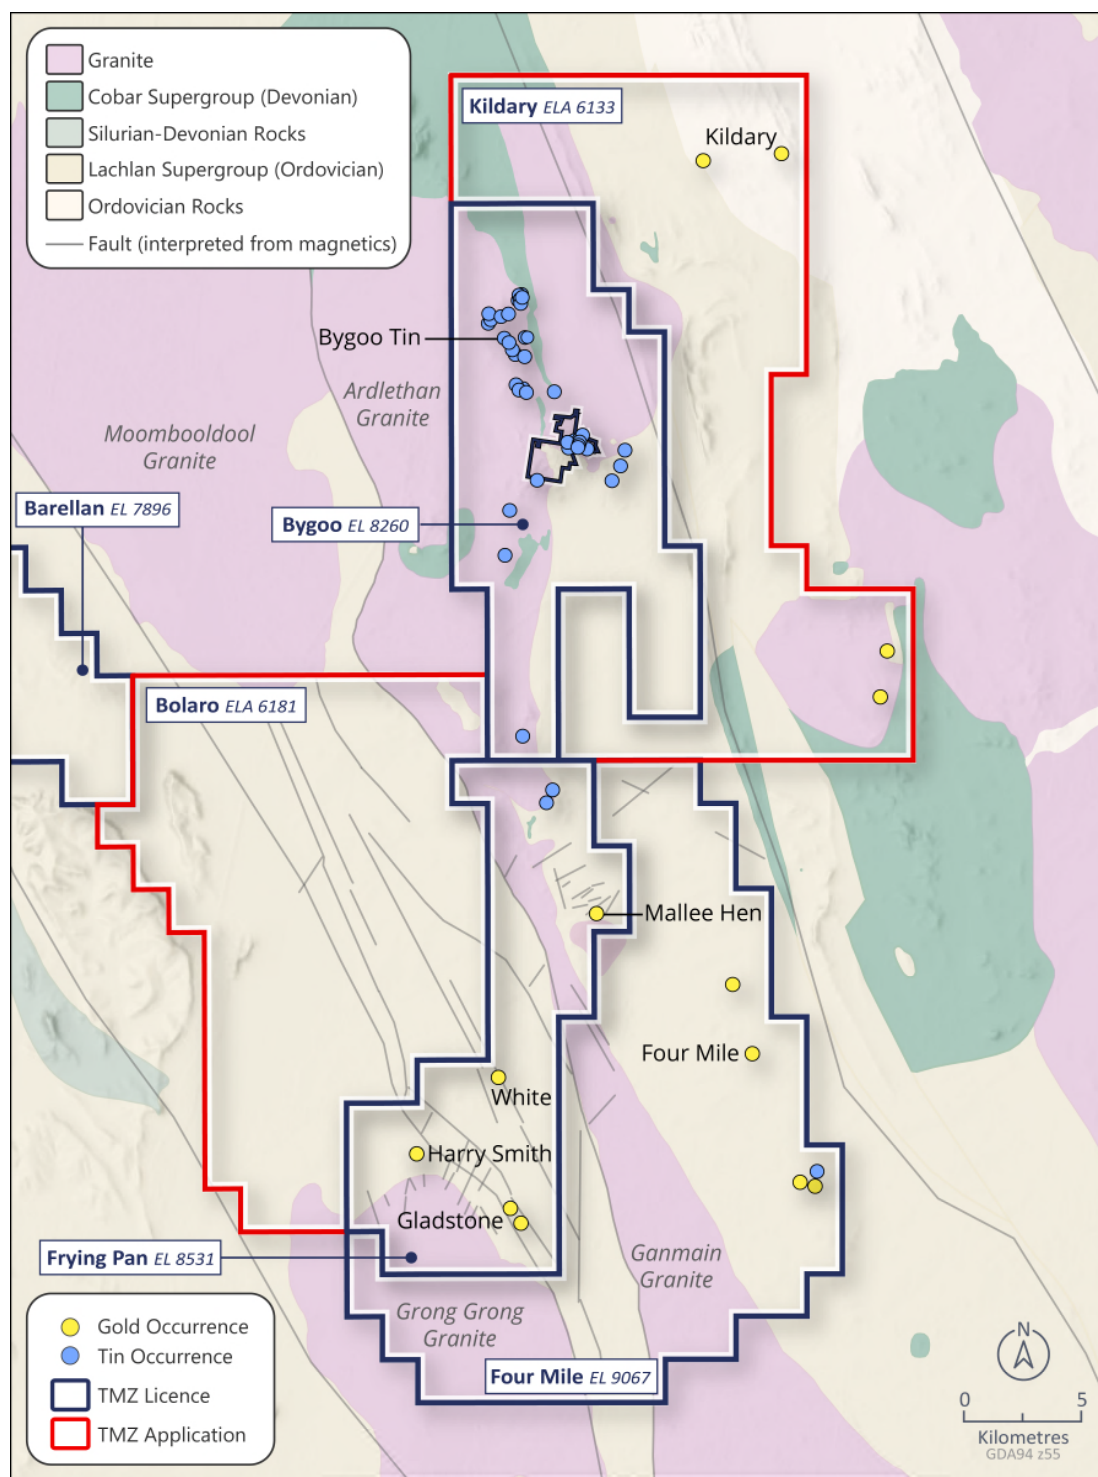 Granite
Cobar Supergroup (Devonian)
Silurian-Devonian Rocks
Lachlan Supergroup (Ordovician)
Ordovician Rocks
Fault (interpreted from magnetics)
Kildary ELA 6133
Kildary
Bygoo Tin
Ardlethan
Granite
Moombooldool
Granite
Barellan EL 7896
Bygoo EL 8260
Bolaro ELA 6181
Mallee Hen
Four Mile
White
Harry Smith
Gladstone
Frying Pan EL 8531
Ganmain
Granite
Grong Grong
Granite
Four Mile EL 9067
Gold Occurrence
Tin Occurrence
TMZ Licence
TMZ Application
N
0 5
Kilometres
GDA94 z55